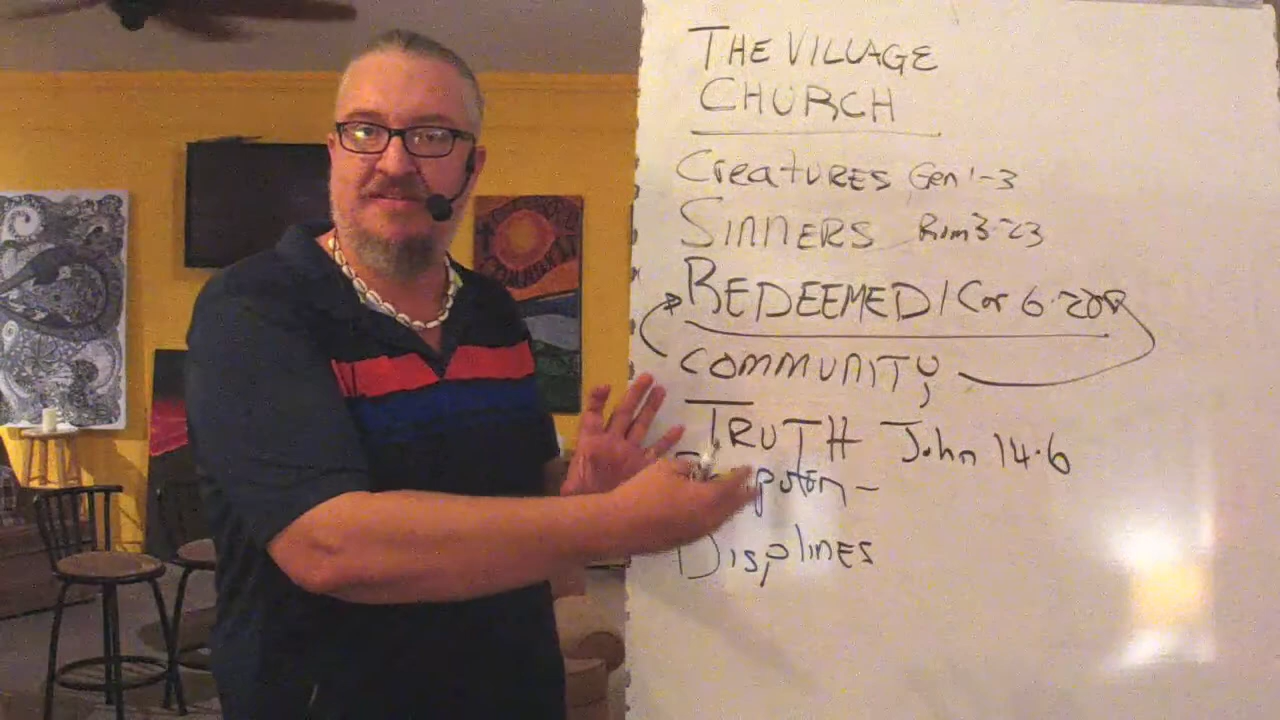 THE VILLAGE
CHURCH
CREATURES Gen 1-3
SINNERS Rom 3:23
REDEEMED 1 Cor 6:20
COMMUNITY
TRUTH John 14:6
Displines